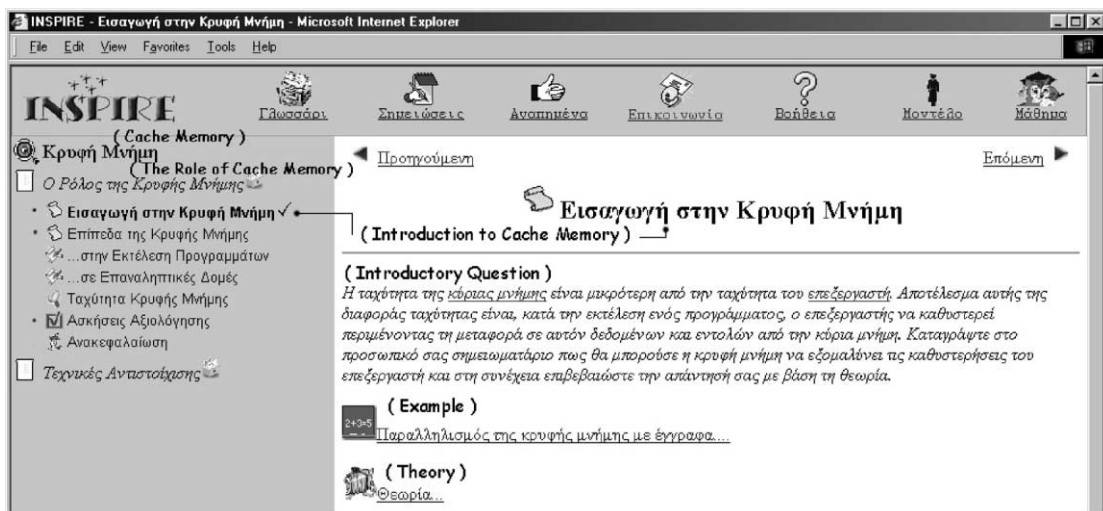 INSPIRE - Εισαγωγή στην Κρυφή Μνήμη - Microsoft Internet Explorer
File Edit View Favorites Tools Help
INSPIRE
Γλωσσάρι Σημειώσεις Αγαπημένα Επικοινωνία Βοήθεια Μοντέλο Μάθημα
( Cache Memory )
Κρυφή Μνήμη
( The Role of Cache Memory )
Ο Ρόλος της Κρυφής Μνήμης
Εισαγωγή στην Κρυφή Μνήμη
Επίπεδα της Κρυφής Μνήμης
...στην Εκτέλεση Προγραμμάτων
...σε Επαναληπτικές Δομές
Ταχύτητα Κρυφής Μνήμης
Ασκήσεις Αξιολόγησης
Ανακεφαλαίωση
Τεχνικές Αντιστοίχισης
Προηγούμενη Επόμενη
Εισαγωγή στην Κρυφή Μνήμη
( Introduction to Cache Memory )
( Introductory Question )
Η ταχύτητα της κύριας μνήμης είναι μικρότερη από την ταχύτητα του επεξεργαστή. Αποτέλεσμα αυτής της
διαφοράς ταχύτητας είναι, κατά την εκτέλεση ενός προγράμματος, ο επεξεργαστής να καθυστερεί
περιμένοντας τη μεταφορά σε αυτόν δεδομένων και εντολών από την κύρια μνήμη. Καταγράψτε στο
προσωπικό σας σημειωματάριο πως θα μπορούσε η κρυφή μνήμη να εξομαλύνει τις καθυστερήσεις του
επεξεργαστή και στη συνέχεια επιβεβαιώστε την απάντησή σας με βάση τη θεωρία.
( Example )
2+3=5
Παραλληλισμός της κρυφής μνήμης με έγγραφα....
( Theory )
Θεωρία...